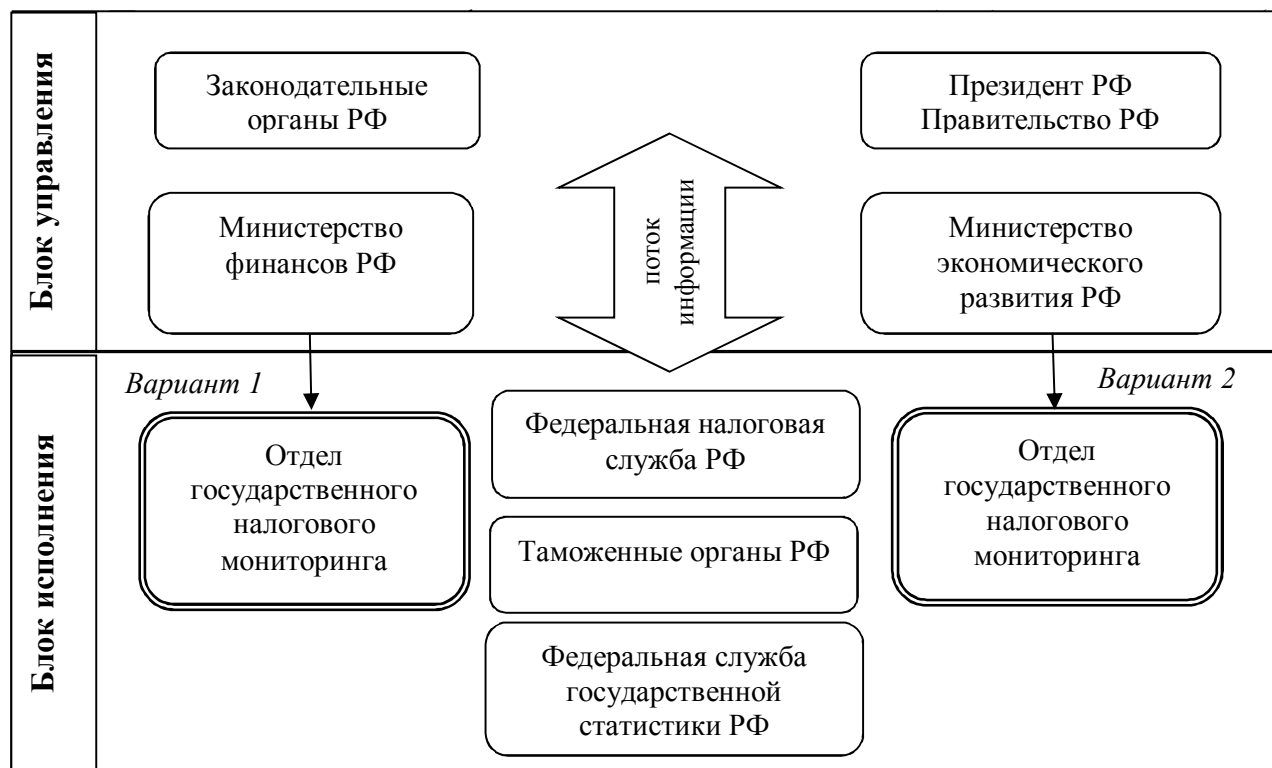 Блок управления
Законодательные
органы РФ
Президент РФ
Правительство РФ
Министерство
финансов РФ
поток
информации
Министерство
экономического
развития РФ
Блок исполнения
Вариант 1
Вариант 2
Отдел
государственного
налогового
мониторинга
Федеральная налоговая
служба РФ
Таможенные органы РФ
Федеральная служба
государственной
статистики РФ
Отдел
государственного
налогового
мониторинга